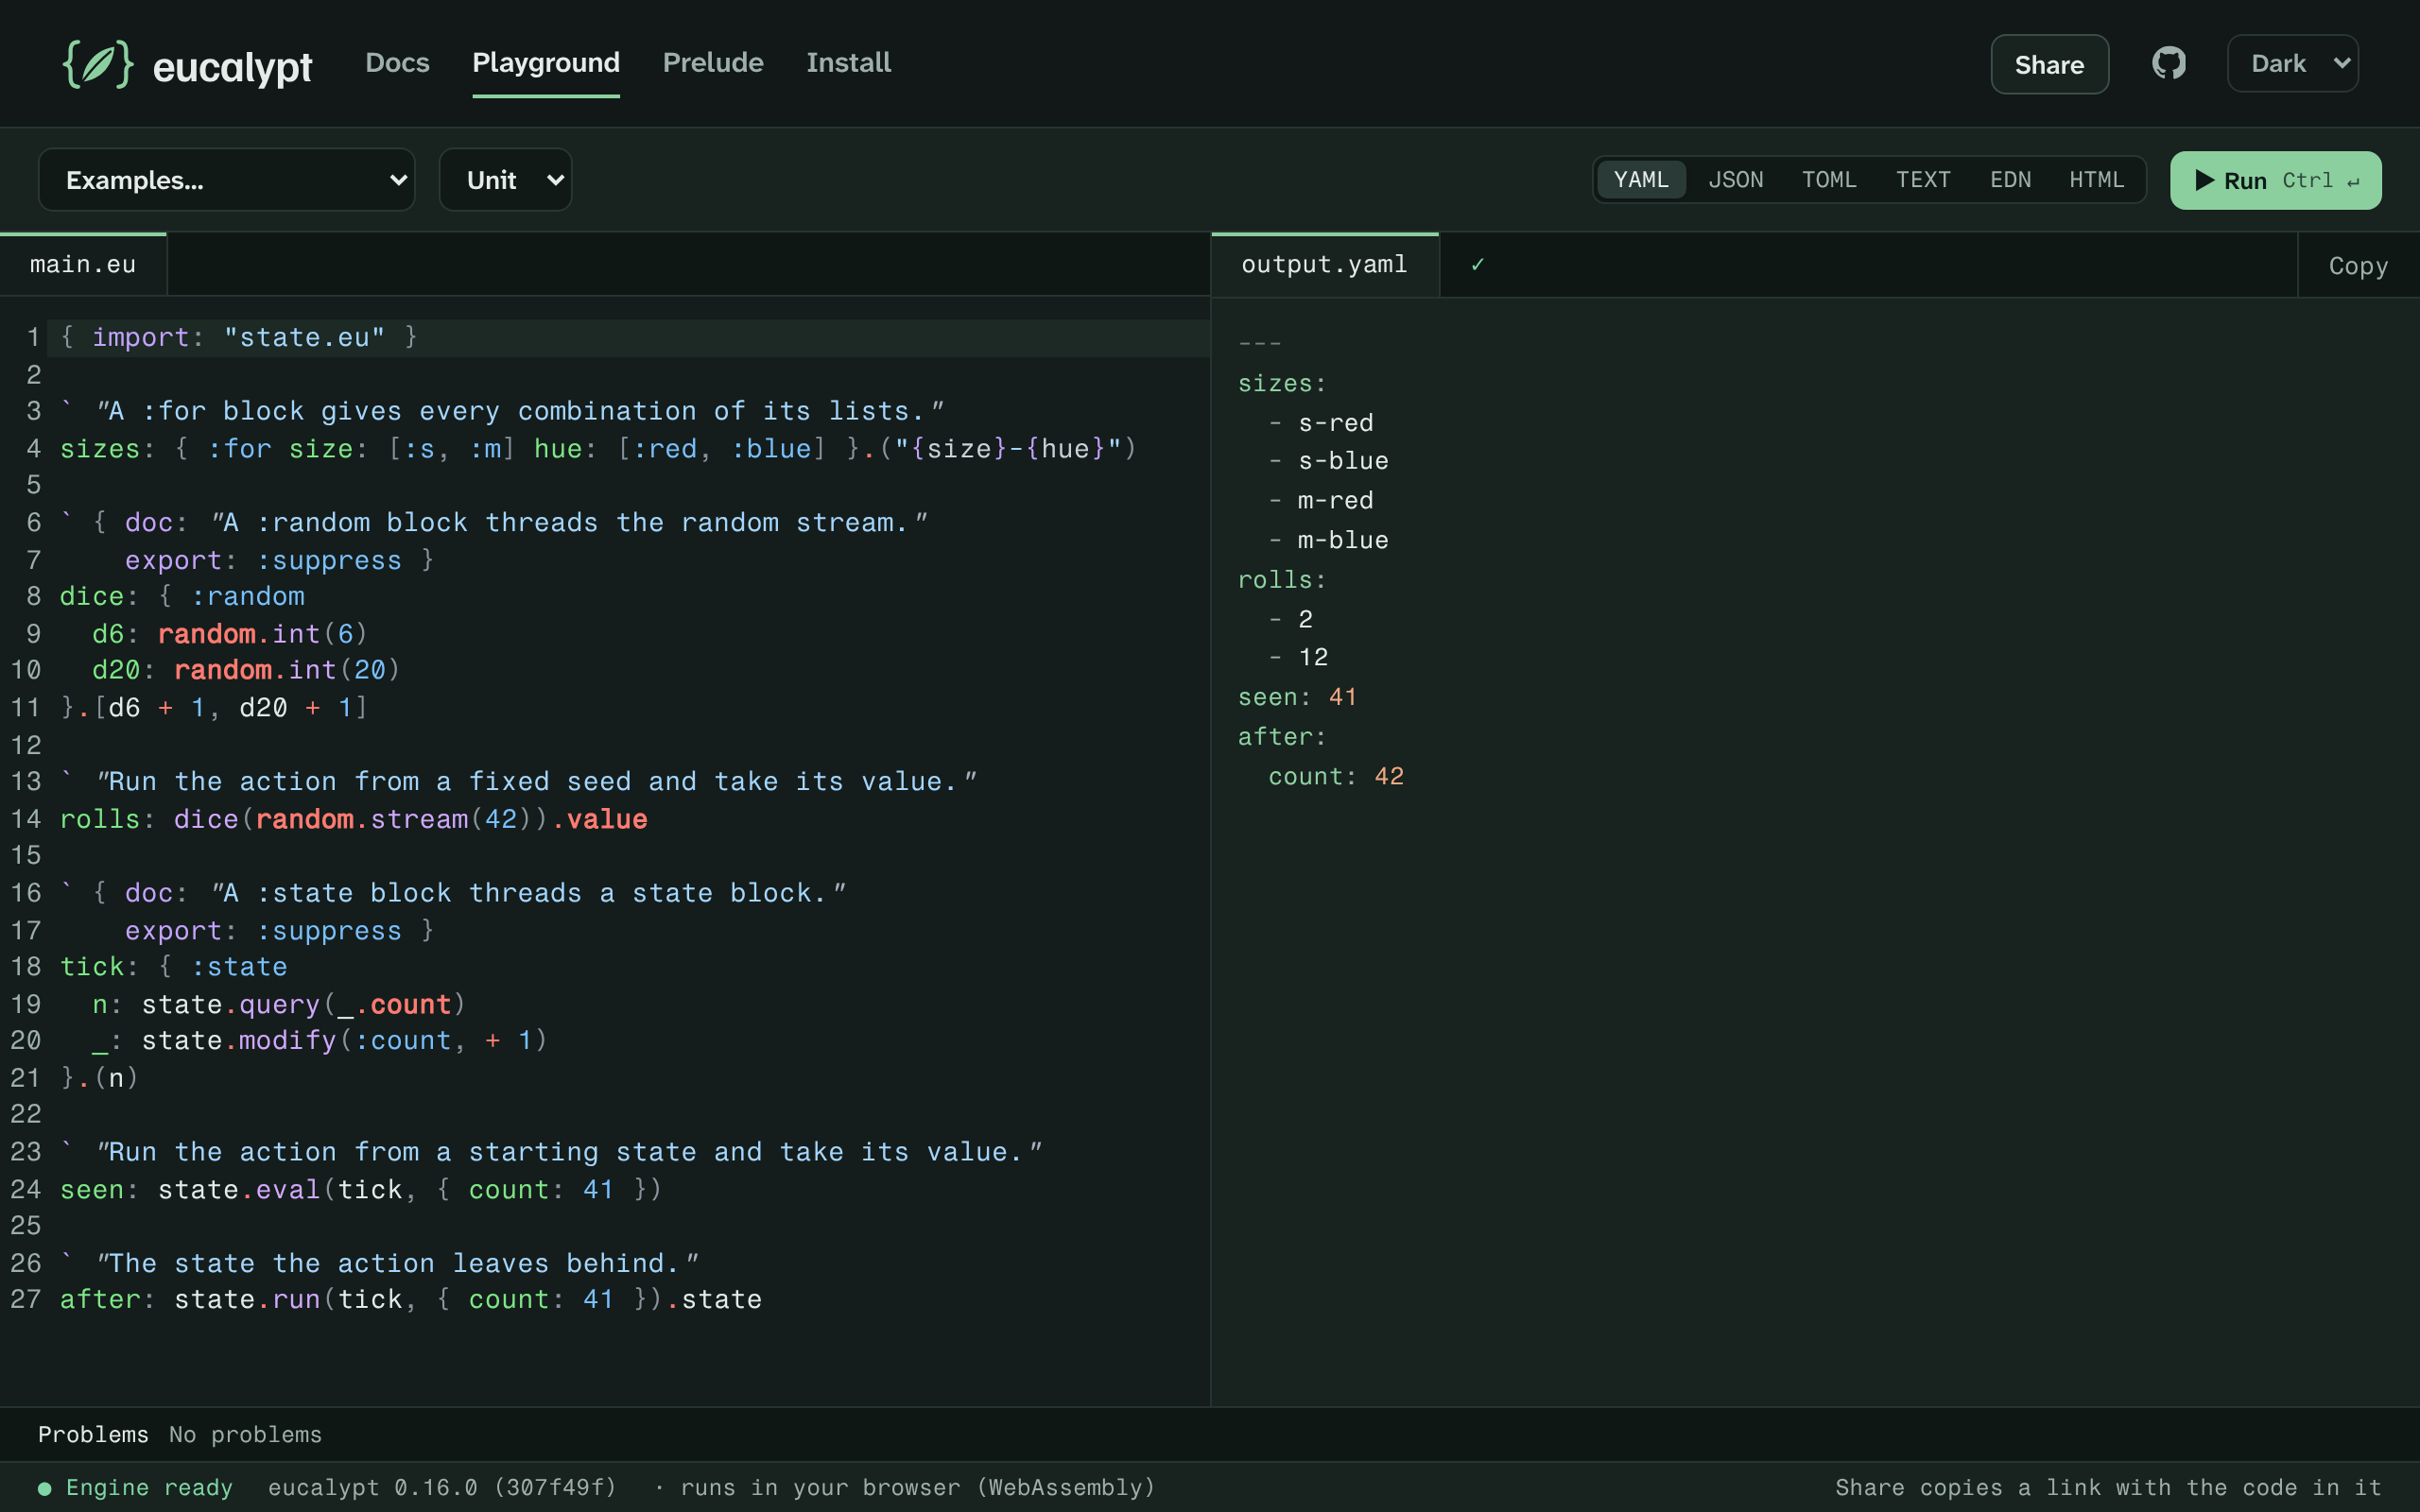 eucalypt Docs Playground Prelude Install Share Dark
Examples... Unit YAML JSON TOML TEXT EDN HTML Run Ctrl ↵
main.eu
1 { import: "state.eu" }
2
3 ` "A :for block gives every combination of its lists."
4 sizes: { :for size: [:s, :m] hue: [:red, :blue] }.("{size}-{hue}")
5
6 ` { doc: "A :random block threads the random stream."
7     export: :suppress }
8 dice: { :random
9   d6: random.int(6)
10   d20: random.int(20)
11 }.[d6 + 1, d20 + 1]
12
13 ` "Run the action from a fixed seed and take its value."
14 rolls: dice(random.stream(42)).value
15
16 ` { doc: "A :state block threads a state block."
17     export: :suppress }
18 tick: { :state
19   n: state.query(_.count)
20   _: state.modify(:count, + 1)
21 }.(n)
22
23 ` "Run the action from a starting state and take its value."
24 seen: state.eval(tick, { count: 41 })
25
26 ` "The state the action leaves behind."
27 after: state.run(tick, { count: 41 }).state
output.yaml ✓ Copy
---
sizes:
  - s-red
  - s-blue
  - m-red
  - m-blue
rolls:
  - 2
  - 12
seen: 41
after:
  count: 42
Problems No problems
Engine ready eucalypt 0.16.0 (307f49f) · runs in your browser (WebAssembly) Share copies a link with the code in it